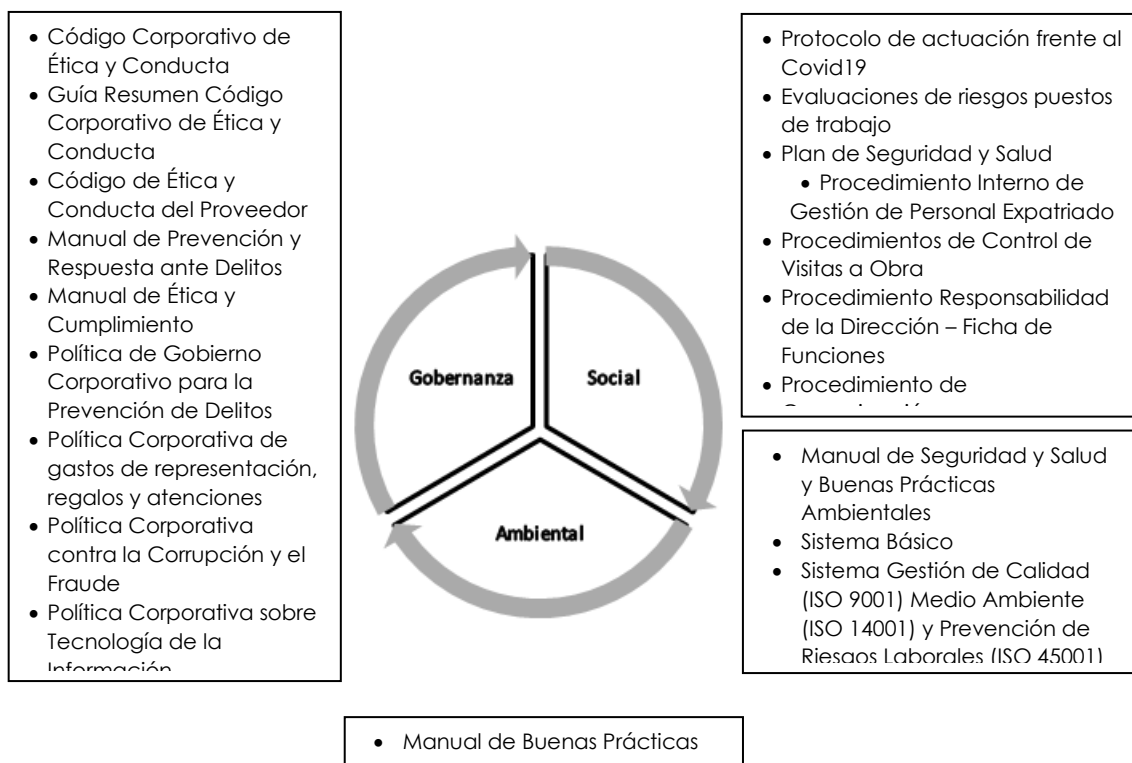 • Código Corporativo de
Ética y Conducta
• Guía Resumen Código
Corporativo de Ética y
Conducta
• Código de Ética y
Conducta del Proveedor
• Manual de Prevención y
Respuesta ante Delitos
• Manual de Ética y
Cumplimiento
• Política de Gobierno
Corporativo para la
Prevención de Delitos
• Política Corporativa de
gastos de representación,
regalos y atenciones
• Política Corporativa
contra la Corrupción y el
Fraude
• Política Corporativa sobre
Tecnología de la
Información
Gobernanza
Social
Ambiental
• Protocolo de actuación frente al
Covid19
• Evaluaciones de riesgos puestos
de trabajo
• Plan de Seguridad y Salud
• Procedimiento Interno de
Gestión de Personal Expatriado
• Procedimientos de Control de
Visitas a Obra
• Procedimiento Responsabilidad
de la Dirección – Ficha de
Funciones
• Procedimiento de
• Manual de Seguridad y Salud
y Buenas Prácticas
Ambientales
• Sistema Básico
• Sistema Gestión de Calidad
(ISO 9001) Medio Ambiente
(ISO 14001) y Prevención de
Riesgos Laborales (ISO 45001)
• Manual de Buenas Prácticas